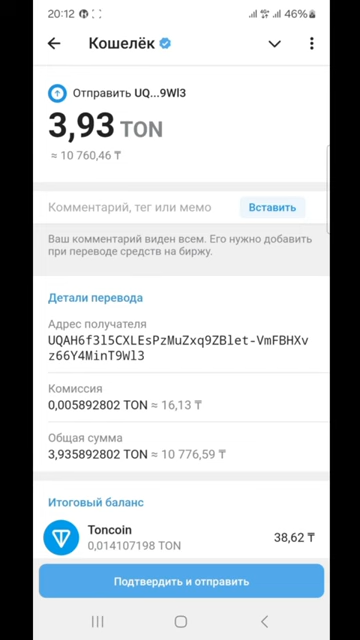 20:12 46%
Кошелёк
Отправить UQ...9Wl3
3,93 TON
≈ 10 760,46 ₸
Комментарий, тег или мемо Вставить
Ваш комментарий виден всем. Его нужно добавить
при переводе средств на биржу.
Детали перевода
Адрес получателя
UQAH6f3l5CXLEsPzMuZxq9ZBlet-VmFBHXv
z66Y4MinT9Wl3
Комиссия
0,005892802 TON ≈ 16,13 ₸
Общая сумма
3,935892802 TON ≈ 10 776,59 ₸
Итоговый баланс
Toncoin
0,014107198 TON 38,62 ₸
Подтвердить и отправить